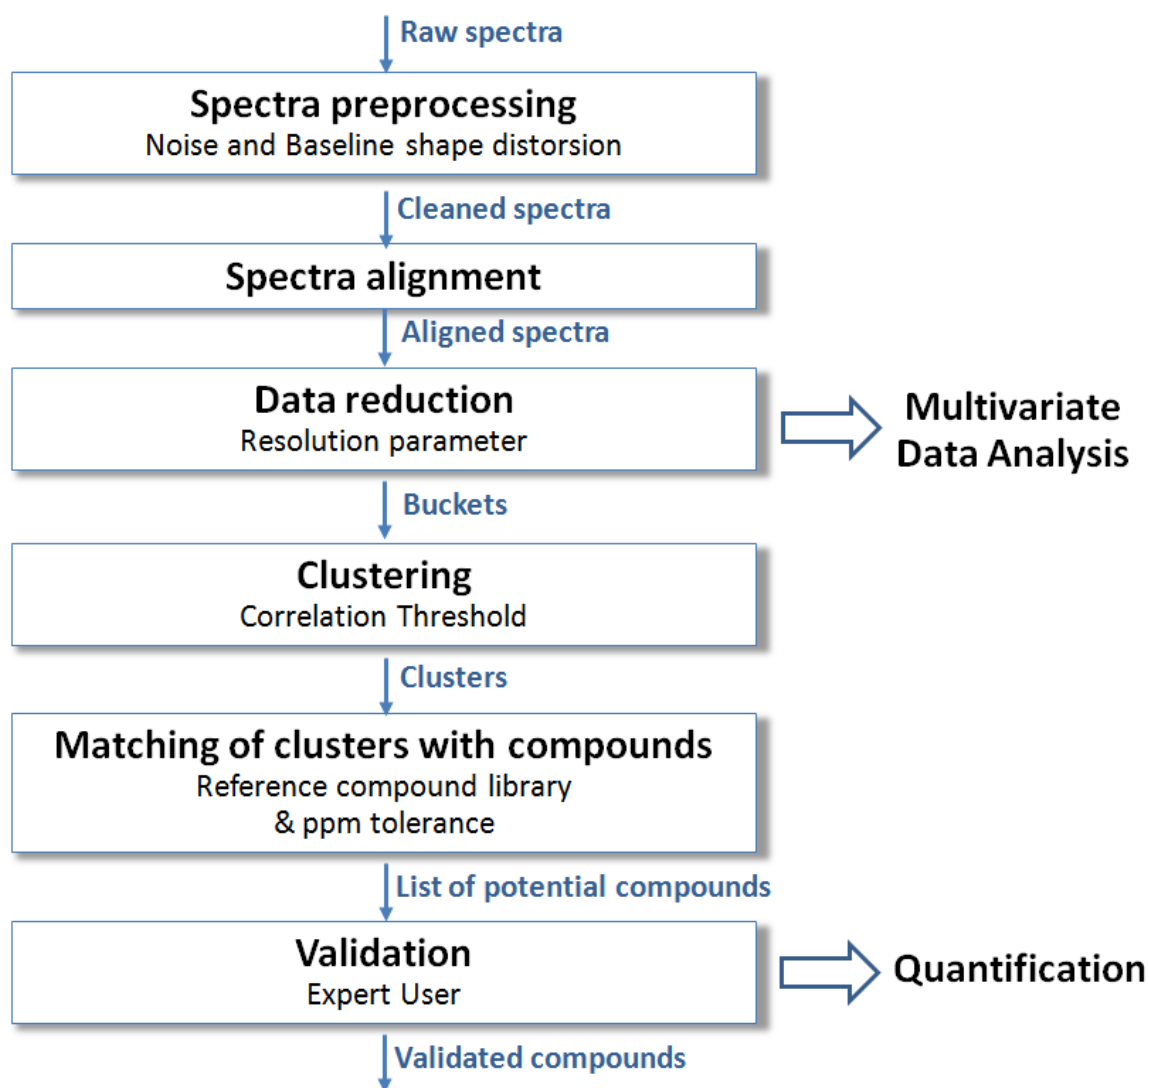 Raw spectra
Spectra preprocessing
Noise and Baseline shape distorsion
Cleaned spectra
Spectra alignment
Aligned spectra
Data reduction
Resolution parameter
Multivariate
Data Analysis
Buckets
Clustering
Correlation Threshold
Clusters
Matching of clusters with compounds
Reference compound library
& ppm tolerance
List of potential compounds
Validation
Expert User
Quantification
Validated compounds